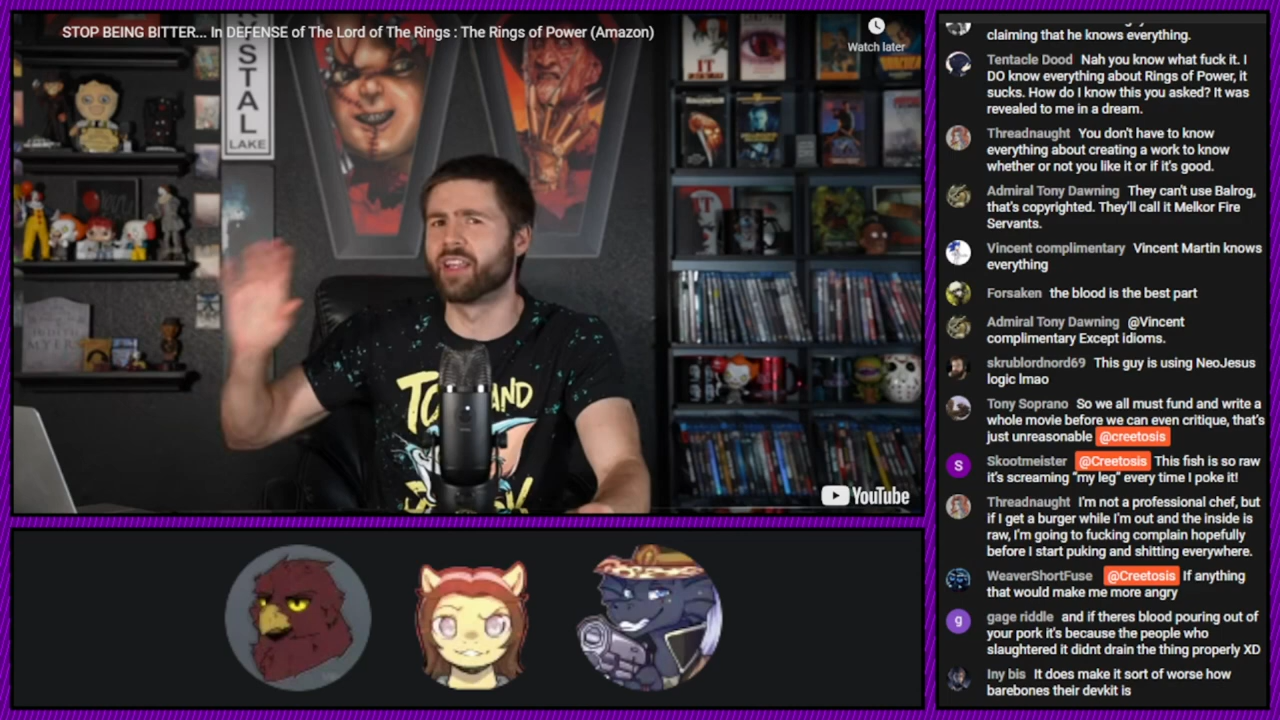 STOP BEING BITTER... In DEFENSE of The Lord of The Rings : The Rings of Power (Amazon)
Watch later
STAL
LAKE
IT
IT
TO AND
YouTube
claiming that he knows everything.
Tentacle Dood Nah you know what fuck it. I
DO know everything about Rings of Power, it
sucks. How do I know this you asked? It was
revealed to me in a dream.
Threadnaught You don't have to know
everything about creating a work to know
whether or not you like it or if it's good.
Admiral Tony Dawning They can't use Balrog,
that's copyrighted. They'll call it Melkor Fire
Servants.
Vincent complimentary Vincent Martin knows
everything
Forsaken the blood is the best part
Admiral Tony Dawning @Vincent
complimentary Except idioms.
skrublordnord69 This guy is using NeoJesus
logic lmao
Tony Soprano So we all must fund and write a
whole movie before we can even critique, that's
just unreasonable @creetosis
S
Skootmeister @Creetosis This fish is so raw
it's screaming "my leg" every time I poke it!
Threadnaught I'm not a professional chef, but
if I get a burger while I'm out and the inside is
raw, I'm going to fucking complain hopefully
before I start puking and shitting everywhere.
WeaverShortFuse @Creetosis If anything
that would make me more angry
g
gage riddle and if theres blood pouring out of
your pork it's because the people who
slaughtered it didnt drain the thing properly XD
Iny bis It does make it sort of worse how
barebones their devkit is